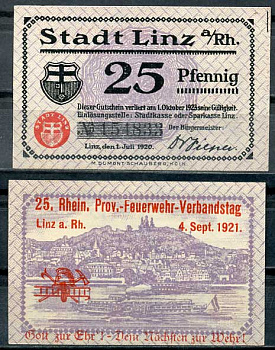 Stadt Linz a/Rh.
25 Pfennig
Dieser Gutschein verliert am 1. Oktober 1923 seine Gültigkeit.
Einlösungsstelle: Stadtkasse oder Sparkasse Linz
Der Bürgermeister
Linz, den 1. Juli 1920.
M. DUMONT SCHAUBERG, KÖLN
25. Rhein. Prov.-Feuerwehr-Verbandstag
Linz a. Rh.
4. Sept. 1921.
Gott zur Ehr'- Dem Nächsten zur Wehr!